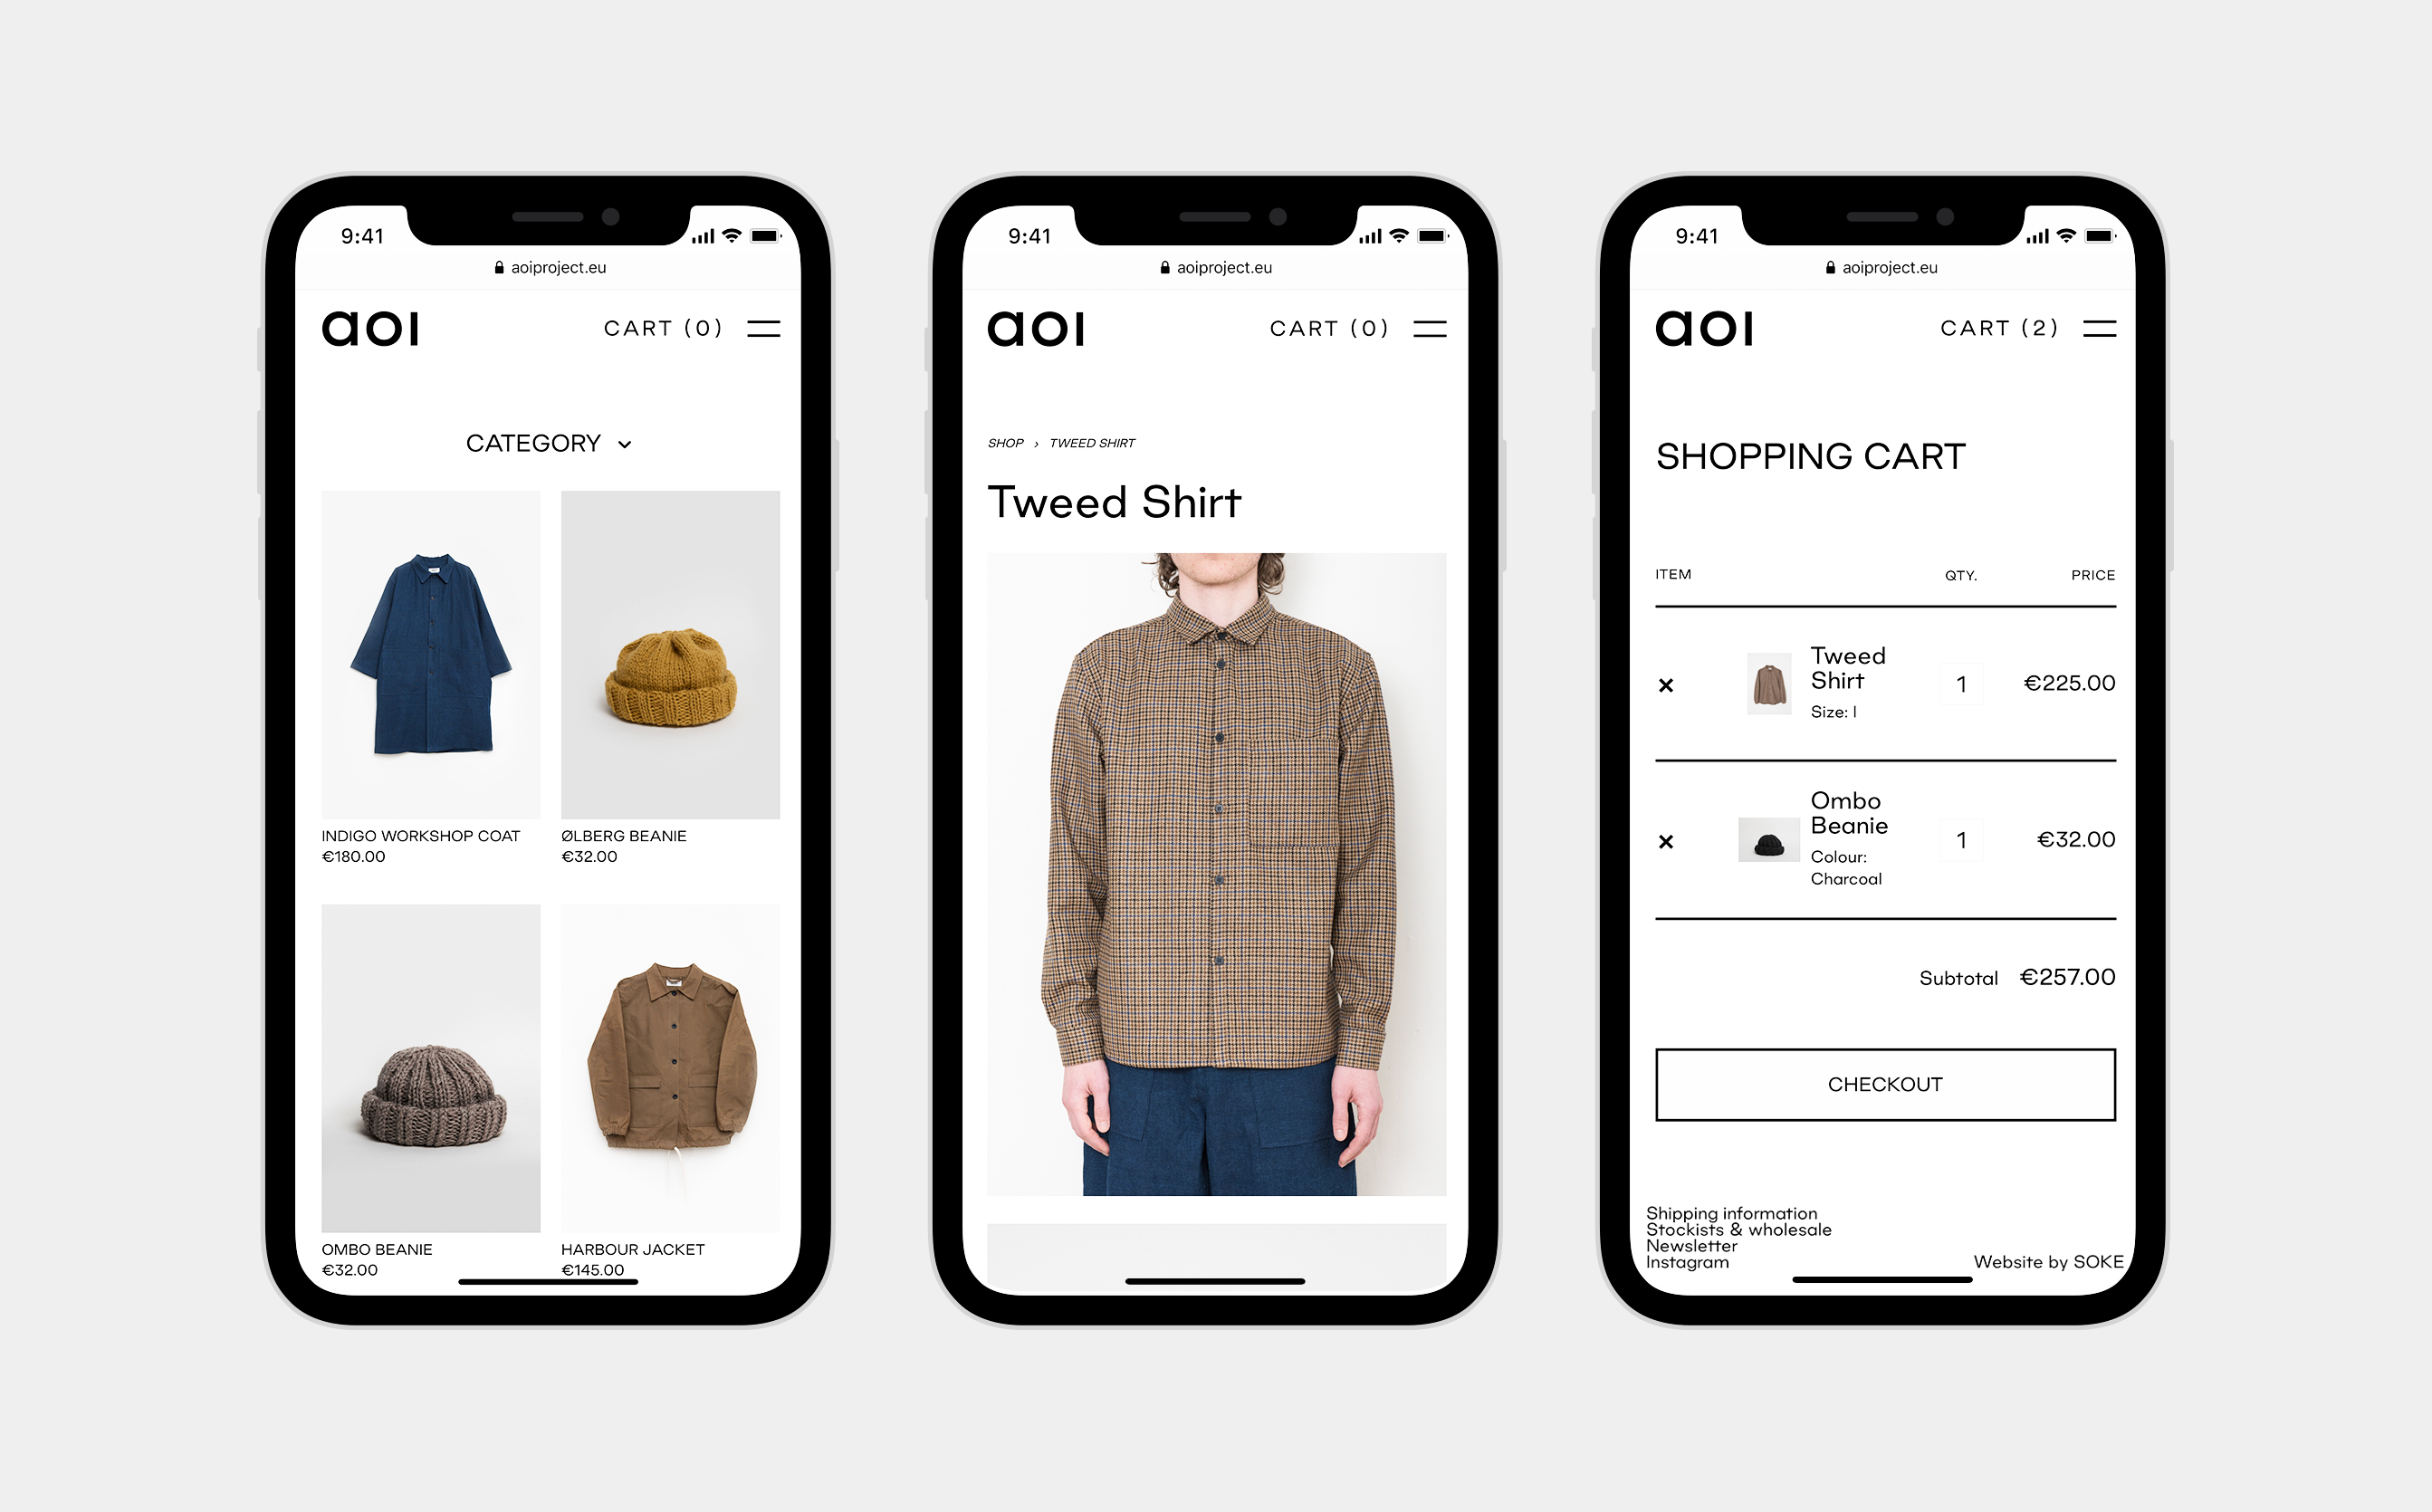 9:41
aoiproject.eu
aoi
CART (0)
CATEGORY
INDIGO WORKSHOP COAT
€180.00
ØLBERG BEANIE
€32.00
OMBO BEANIE
€32.00
HARBOUR JACKET
€145.00
9:41
aoiproject.eu
aoi
CART (0)
SHOP › TWEED SHIRT
Tweed Shirt
9:41
aoiproject.eu
aoi
CART (2)
SHOPPING CART
ITEM QTY. PRICE
Tweed
Shirt
Size: I
1
€225.00
Ombo
Beanie
Colour:
Charcoal
1
€32.00
Subtotal €257.00
CHECKOUT
Shipping information
Stockists & wholesale
Newsletter
Instagram
Website by SOKE